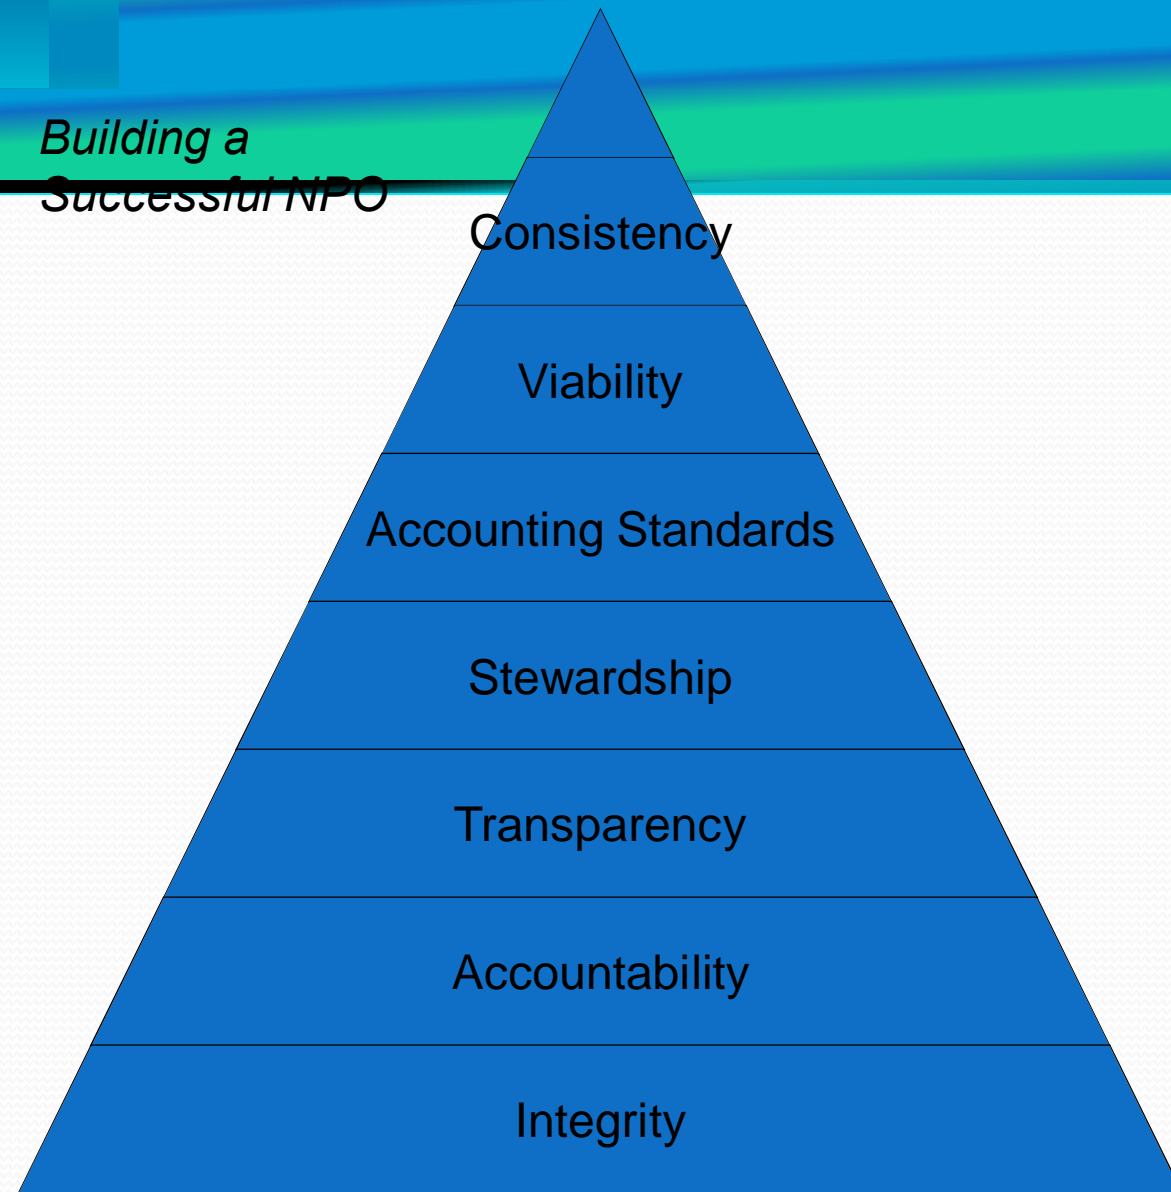 Building a
Successful NPO
Consistency
Viability
Accounting Standards
Stewardship
Transparency
Accountability
Integrity